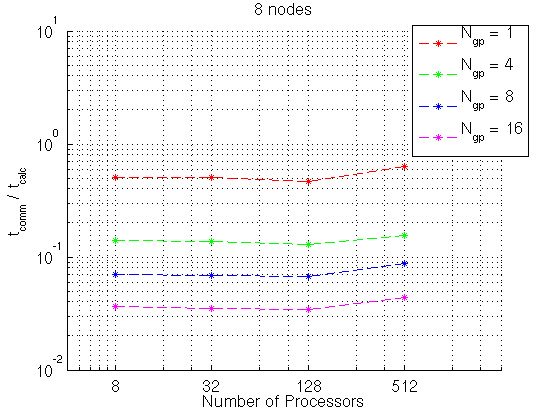 8 nodes
10^1
10^0
10^-1
10^-2
t_comm / t_calc
8 32 128 512
Number of Processors
N_gp = 1
N_gp = 4
N_gp = 8
N_gp = 16